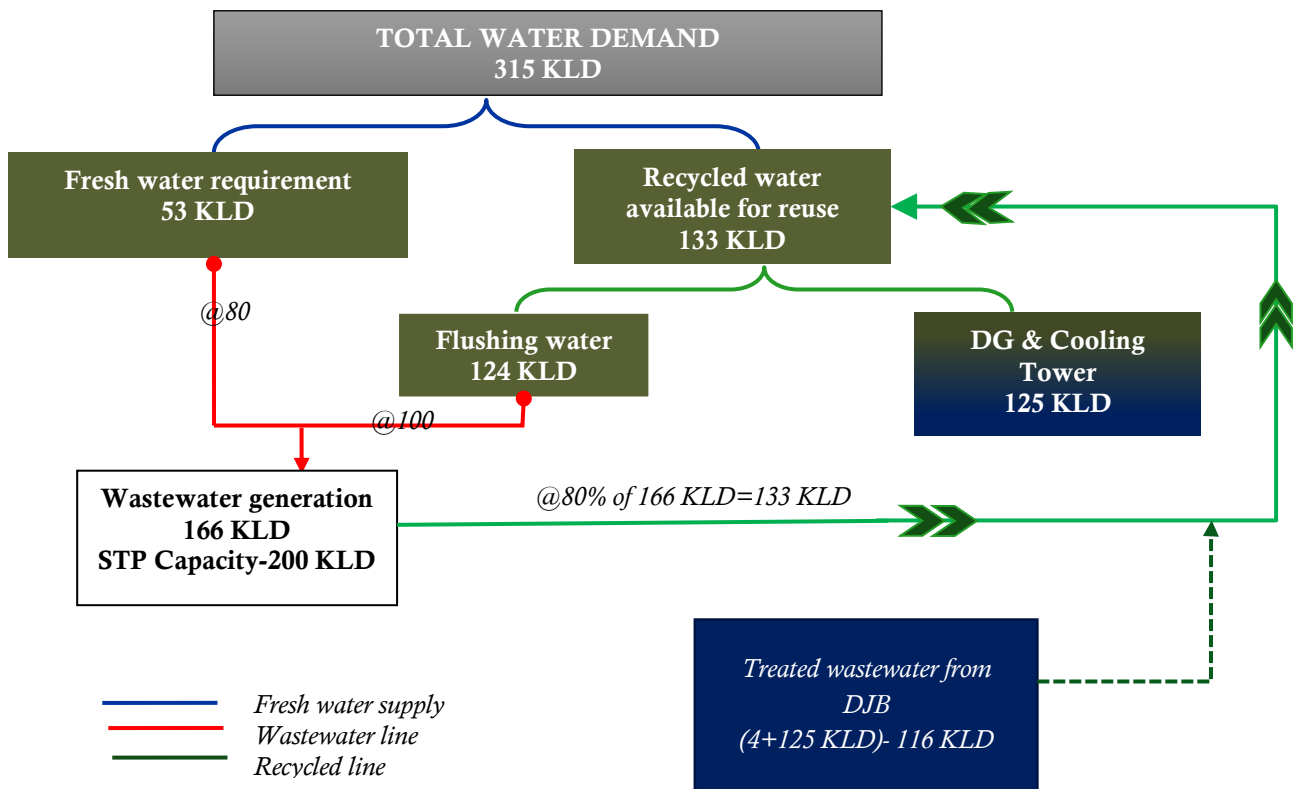 TOTAL WATER DEMAND
315 KLD
Fresh water requirement
53 KLD
Recycled water
available for reuse
133 KLD
@80
Flushing water
124 KLD
DG & Cooling
Tower
125 KLD
@100
Wastewater generation
166 KLD
STP Capacity-200 KLD
@80% of 166 KLD=133 KLD
Treated wastewater from
DJB
(4+125 KLD)- 116 KLD
Fresh water supply
Wastewater line
Recycled line